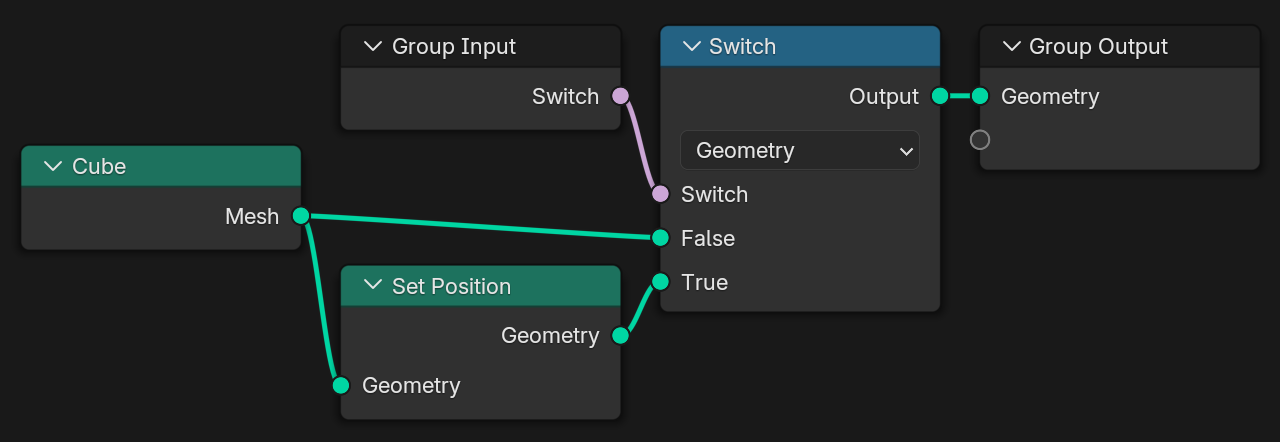 Group Input
Switch
Cube
Mesh
Set Position
Geometry
Geometry
Switch
Output
Geometry
Switch
False
True
Group Output
Geometry